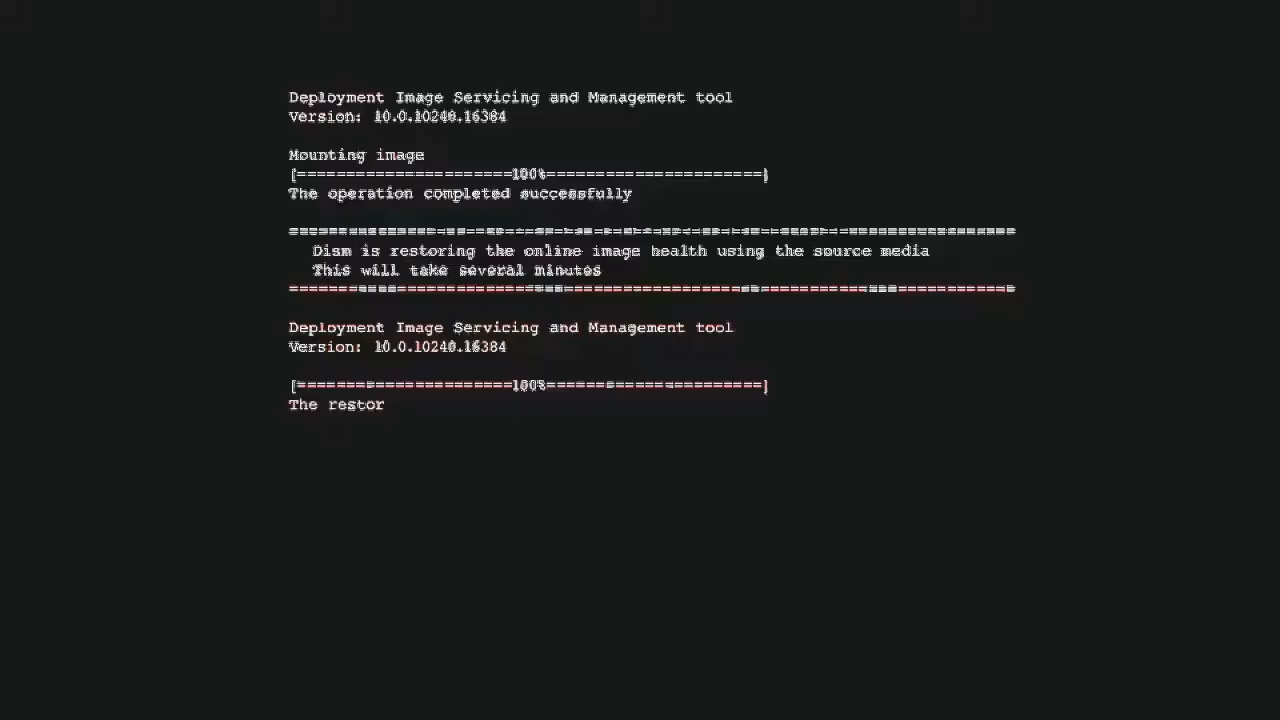 Deployment Image Servicing and Management tool
Version: 10.0.10240.16384
Mounting image
[======================100%======================]
The operation completed successfully
===========================================================================
Dism is restoring the online image health using the source media
This will take several minutes
===========================================================================
Deployment Image Servicing and Management tool
Version: 10.0.10240.16384
[======================100%======================]
The restor